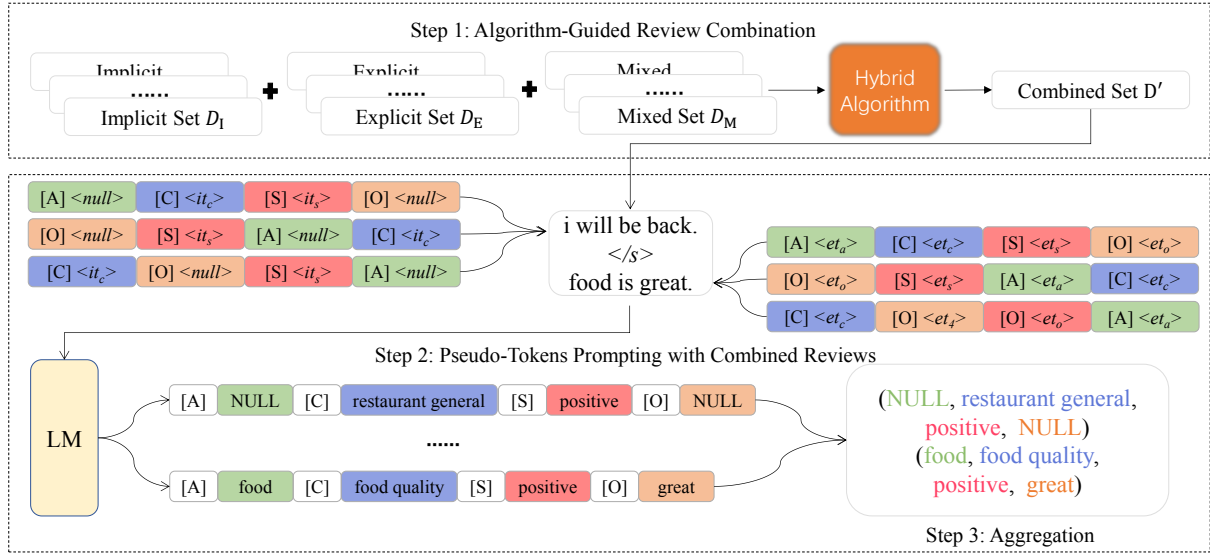 Step 1: Algorithm-Guided Review Combination
Implicit
......
Implicit Set D_I
+
Explicit
......
Explicit Set D_E
+
Mixed
......
Mixed Set D_M
Hybrid
Algorithm
Combined Set D′
[A] <null> [C] <it_c> [S] <it_s> [O] <null>
[O] <null> [S] <it_s> [A] <null> [C] <it_c>
[C] <it_c> [O] <null> [S] <it_s> [A] <null>
i will be back.
</s>
food is great.
[A] <et_a> [C] <et_c> [S] <et_s> [O] <et_o>
[O] <et_o> [S] <et_s> [A] <et_a> [C] <et_c>
[C] <et_c> [O] <et_4> [O] <et_o> [A] <et_a>
Step 2: Pseudo-Tokens Prompting with Combined Reviews
LM
[A] NULL [C] restaurant general [S] positive [O] NULL
......
[A] food [C] food quality [S] positive [O] great
(NULL, restaurant general,
positive, NULL)
(food, food quality,
positive, great)
Step 3: Aggregation